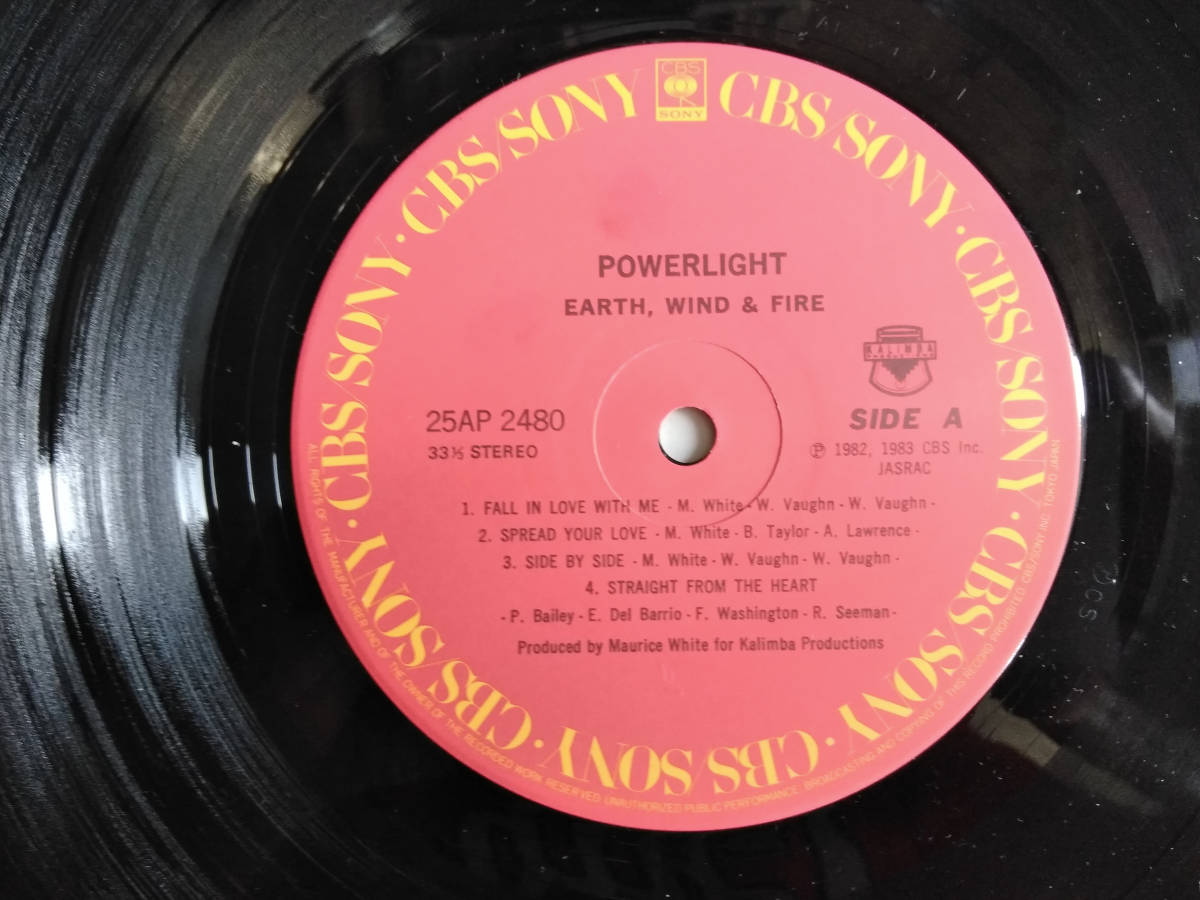 CBS
SONY
CBS/SONY · CBS/SONY · CBS/SONY · CBS/SONY · CBS/SONY · CBS/SONY · CBS/SONY · CBS/SONY
POWERLIGHT
EARTH, WIND & FIRE
KALIMBA
25AP 2480
SIDE A
33⅓ STEREO
℗ 1982, 1983 CBS Inc.
JASRAC
1. FALL IN LOVE WITH ME - M. White - W. Vaughn - W. Vaughn -
2. SPREAD YOUR LOVE - M. White - B. Taylor - A. Lawrence -
3. SIDE BY SIDE - M. White - W. Vaughn - W. Vaughn -
4. STRAIGHT FROM THE HEART
- P. Bailey - E. Del Barrio - F. Washington - R. Seeman -
Produced by Maurice White for Kalimba Productions
ALL RIGHTS OF THE MANUFACTURER AND OF THE OWNER OF THE RECORDED WORK RESERVED. UNAUTHORIZED PUBLIC PERFORMANCE BROADCASTING AND COPYING OF THIS RECORD PROHIBITED. CBS/SONY INC. TOKYO JAPAN